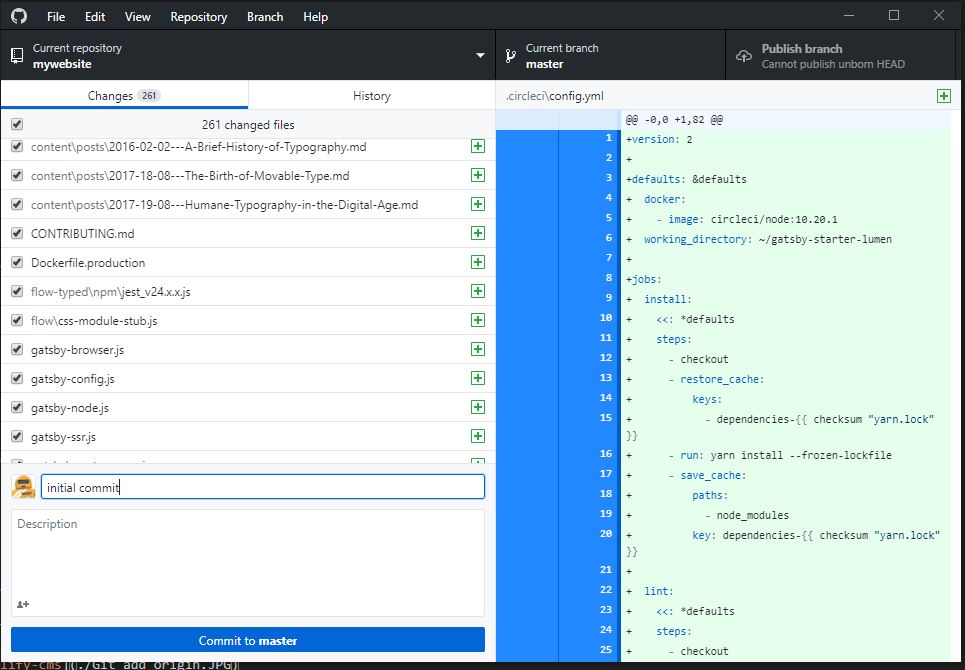 File Edit View Repository Branch Help
Current repository
mywebsite
Current branch
master
Publish branch
Cannot publish unborn HEAD
Changes 261
History
261 changed files
content\posts\2016-02-02---A-Brief-History-of-Typography.md
content\posts\2017-18-08---The-Birth-of-Movable-Type.md
content\posts\2017-19-08---Humane-Typography-in-the-Digital-Age.md
CONTRIBUTING.md
Dockerfile.production
flow-typed\npm\jest_v24.x.x.js
flow\css-module-stub.js
gatsby-browser.js
gatsby-config.js
gatsby-node.js
gatsby-ssr.js
initial commit
Description
Commit to master
.circleci\config.yml
@@ -0,0 +1,82 @@
1 +version: 2
2 +
3 +defaults: &defaults
4 + docker:
5 + - image: circleci/node:10.20.1
6 + working_directory: ~/gatsby-starter-lumen
7 +
8 +jobs:
9 + install:
10 + <<: *defaults
11 + steps:
12 + - checkout
13 + - restore_cache:
14 + keys:
15 + - dependencies-{{ checksum "yarn.lock"
}}
16 + - run: yarn install --frozen-lockfile
17 + - save_cache:
18 + paths:
19 + - node_modules
20 + key: dependencies-{{ checksum "yarn.lock"
}}
21 +
22 + lint:
23 + <<: *defaults
24 + steps:
25 + - checkout
lify-cms](./Git add origin.JPG)